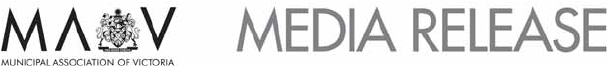 MAV MEDIA RELEASE
MUNICIPAL ASSOCIATION OF VICTORIA